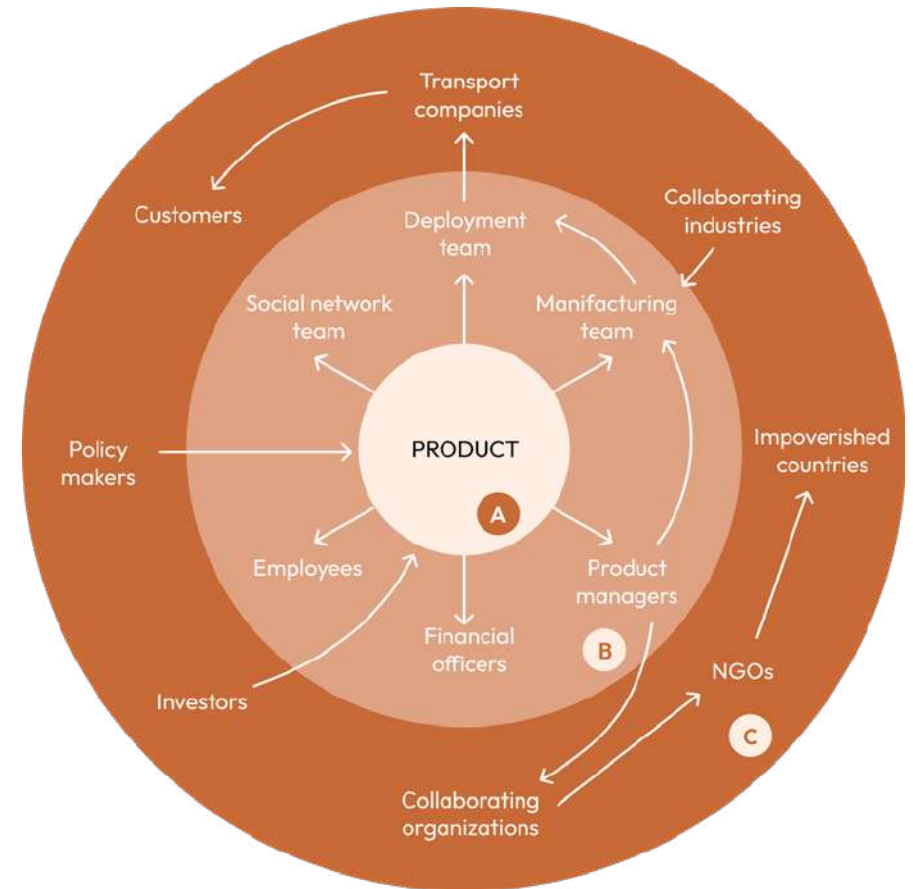 Transport
companies
Customers
Collaborating
industries
Deployment
team
Social network
team
Manifacturing
team
Policy
makers
PRODUCT
Impoverished
countries
A
Employees
Product
managers
Financial
officers
B
NGOs
Investors
C
Collaborating
organizations